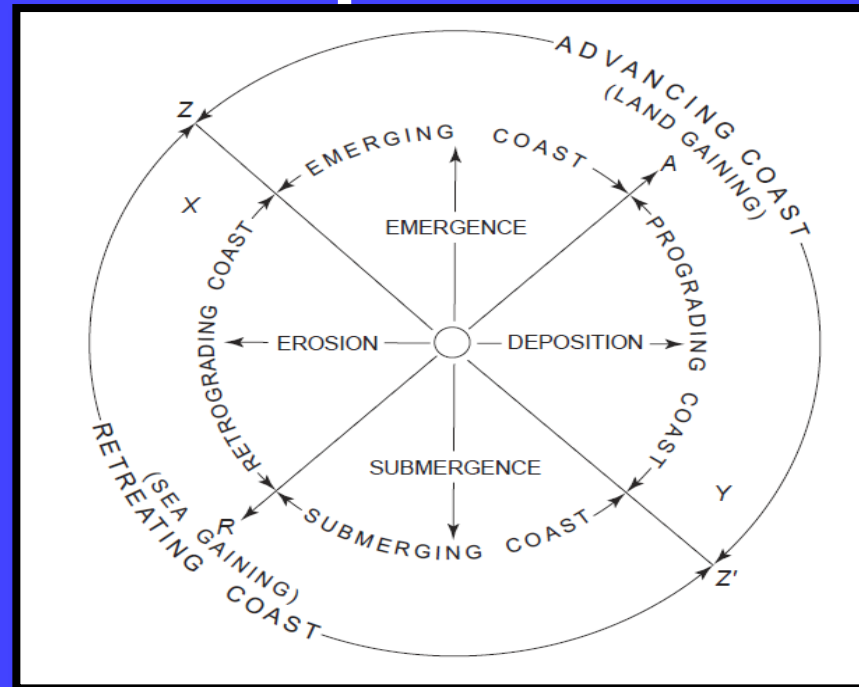 ADVANCING COAST
(LAND GAINING)
Z
EMERGING COAST
A
X
EMERGENCE
RETROGRADING COAST
PROGRADING COAST
EROSION
DEPOSITION
SUBMERGENCE
R
SUBMERGING COAST
Y
Z'
(SEA GAINING)
RETREATING COAST